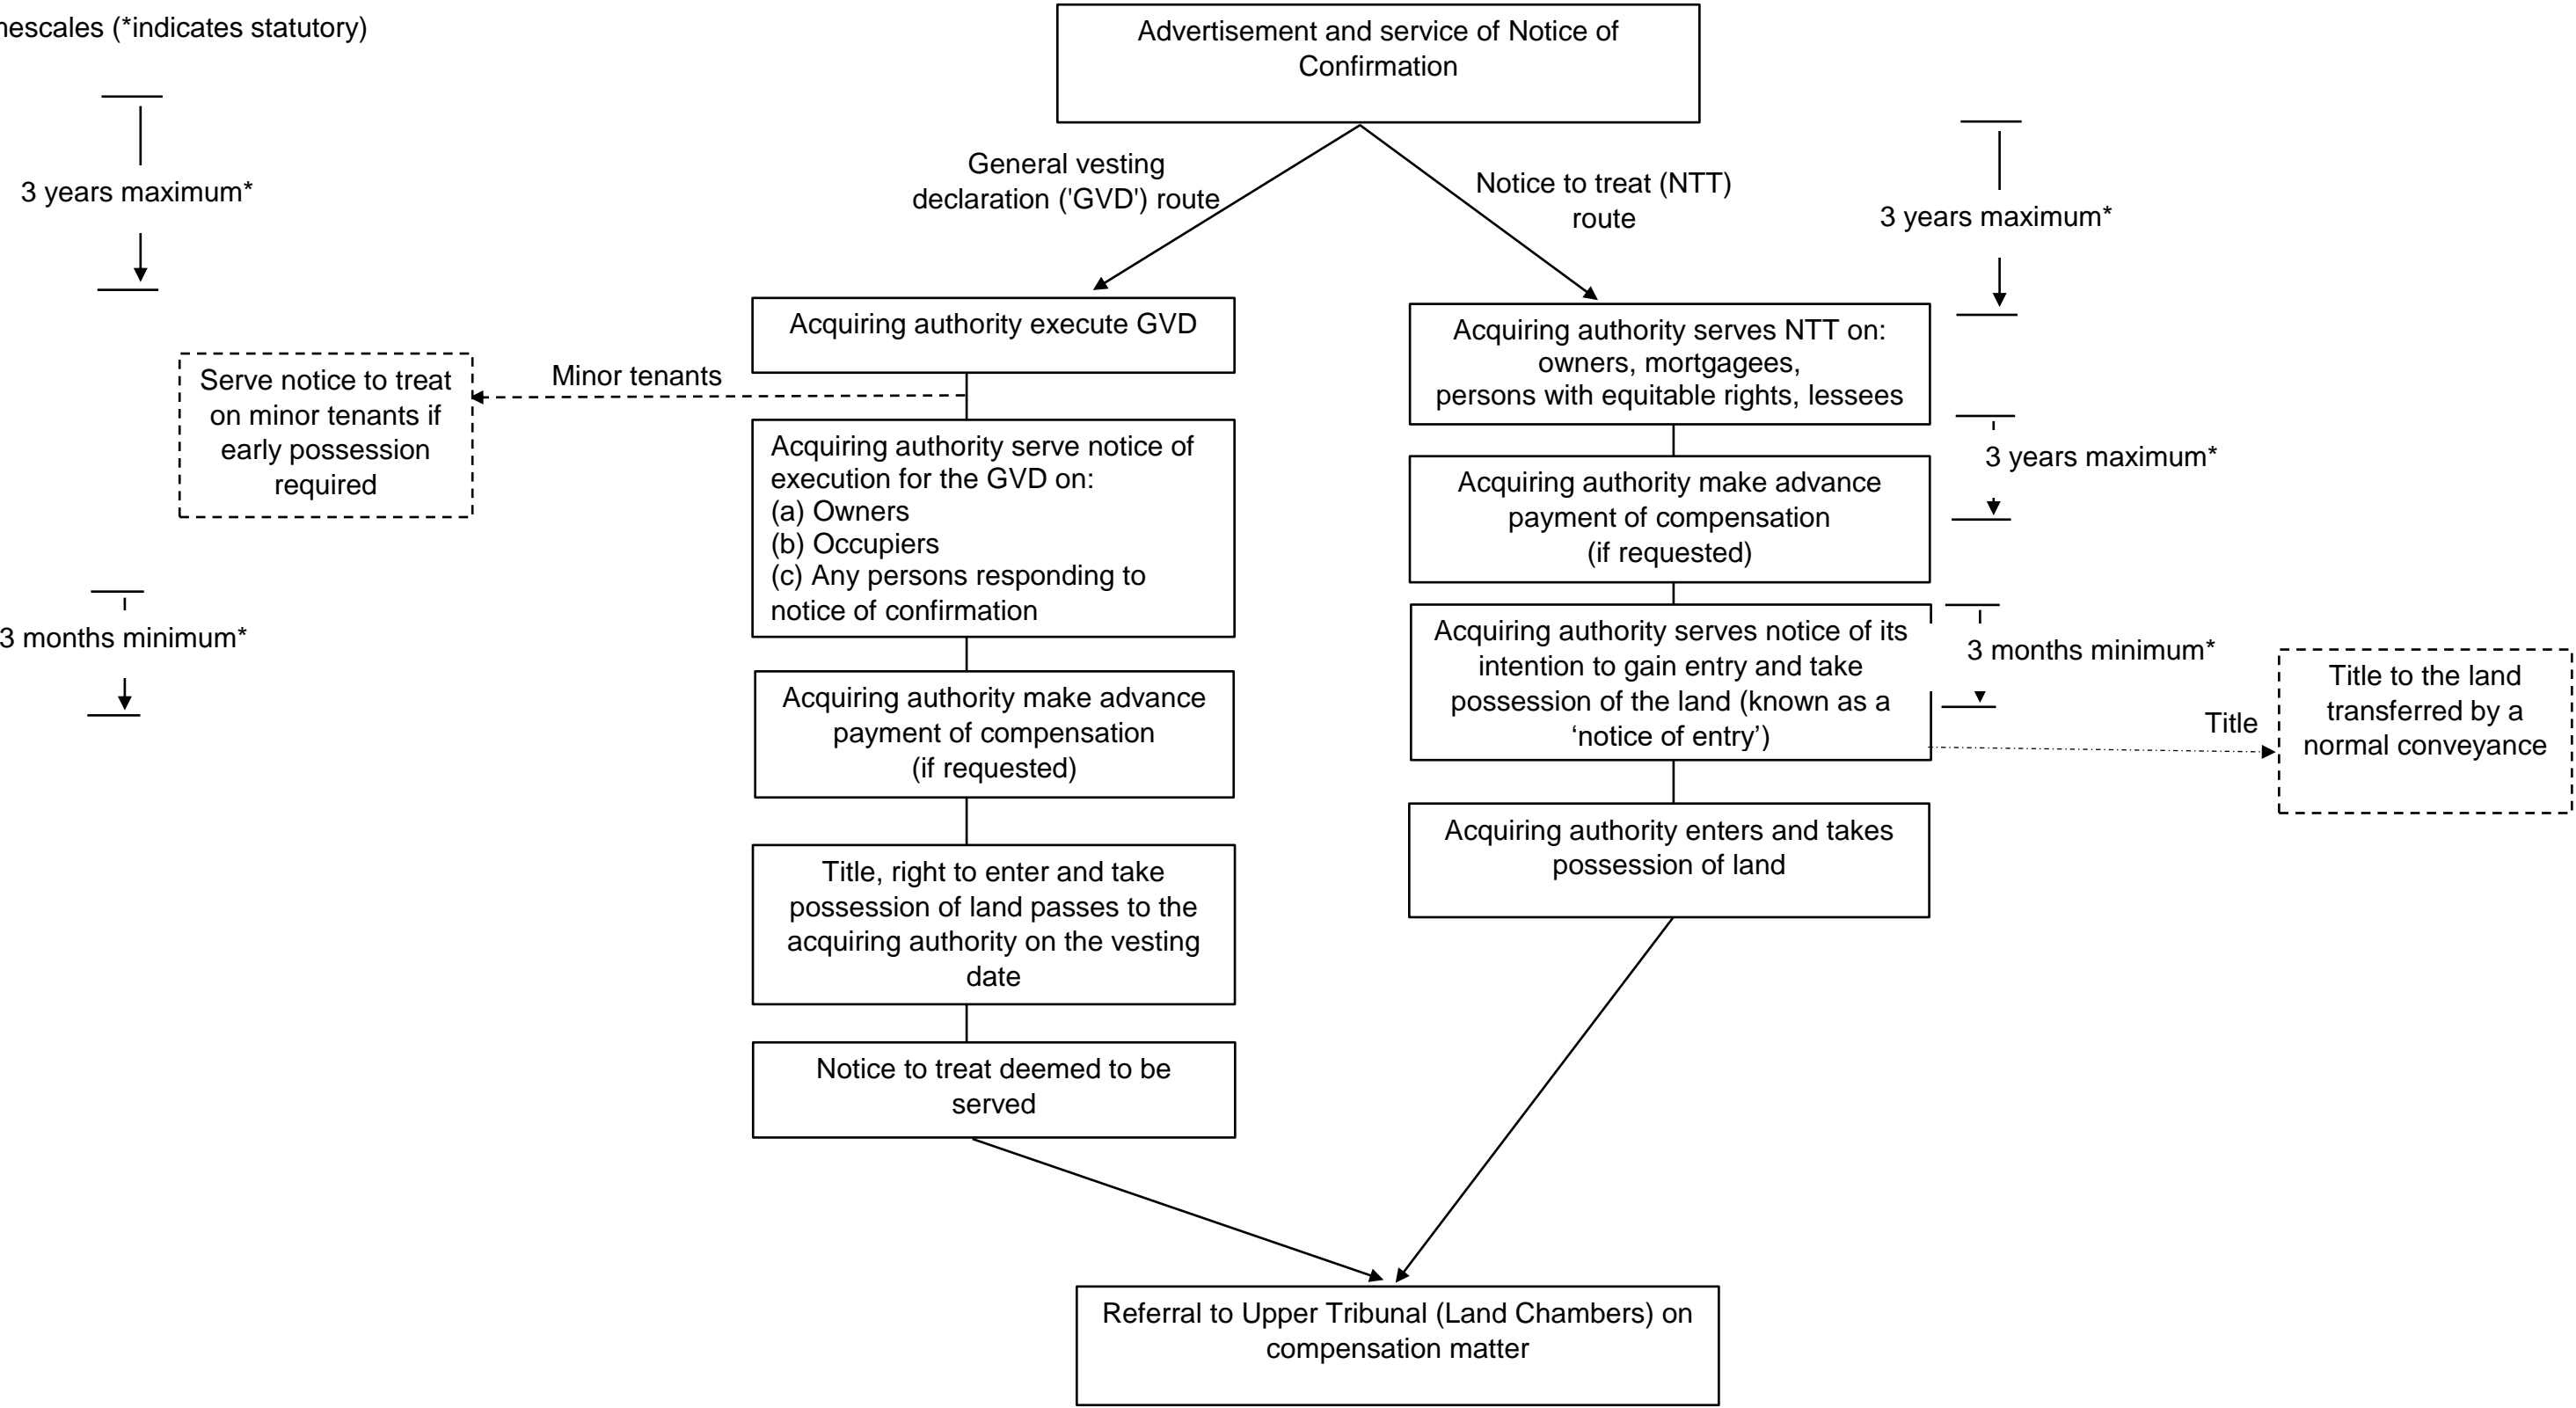 (*indicates statutory)
Advertisement and service of Notice of
Confirmation
3 years maximum*
General vesting
declaration ('GVD') route
Notice to treat (NTT)
route
3 years maximum*
Acquiring authority execute GVD
Minor tenants
Serve notice to treat
on minor tenants if
early possession
required
Acquiring authority serves NTT on:
owners, mortgagees,
persons with equitable rights, lessees
3 years maximum*
Acquiring authority serve notice of
execution for the GVD on:
(a) Owners
(b) Occupiers
(c) Any persons responding to
notice of confirmation
Acquiring authority make advance
payment of compensation
(if requested)
3 months minimum*
Acquiring authority serves notice of its
intention to gain entry and take
possession of the land (known as a
‘notice of entry’)
3 months minimum*
Title
Title to the land
transferred by a
normal conveyance
Acquiring authority make advance
payment of compensation
(if requested)
Acquiring authority enters and takes
possession of land
Title, right to enter and take
possession of land passes to the
acquiring authority on the vesting
date
Notice to treat deemed to be
served
Referral to Upper Tribunal (Land Chambers) on
compensation matter